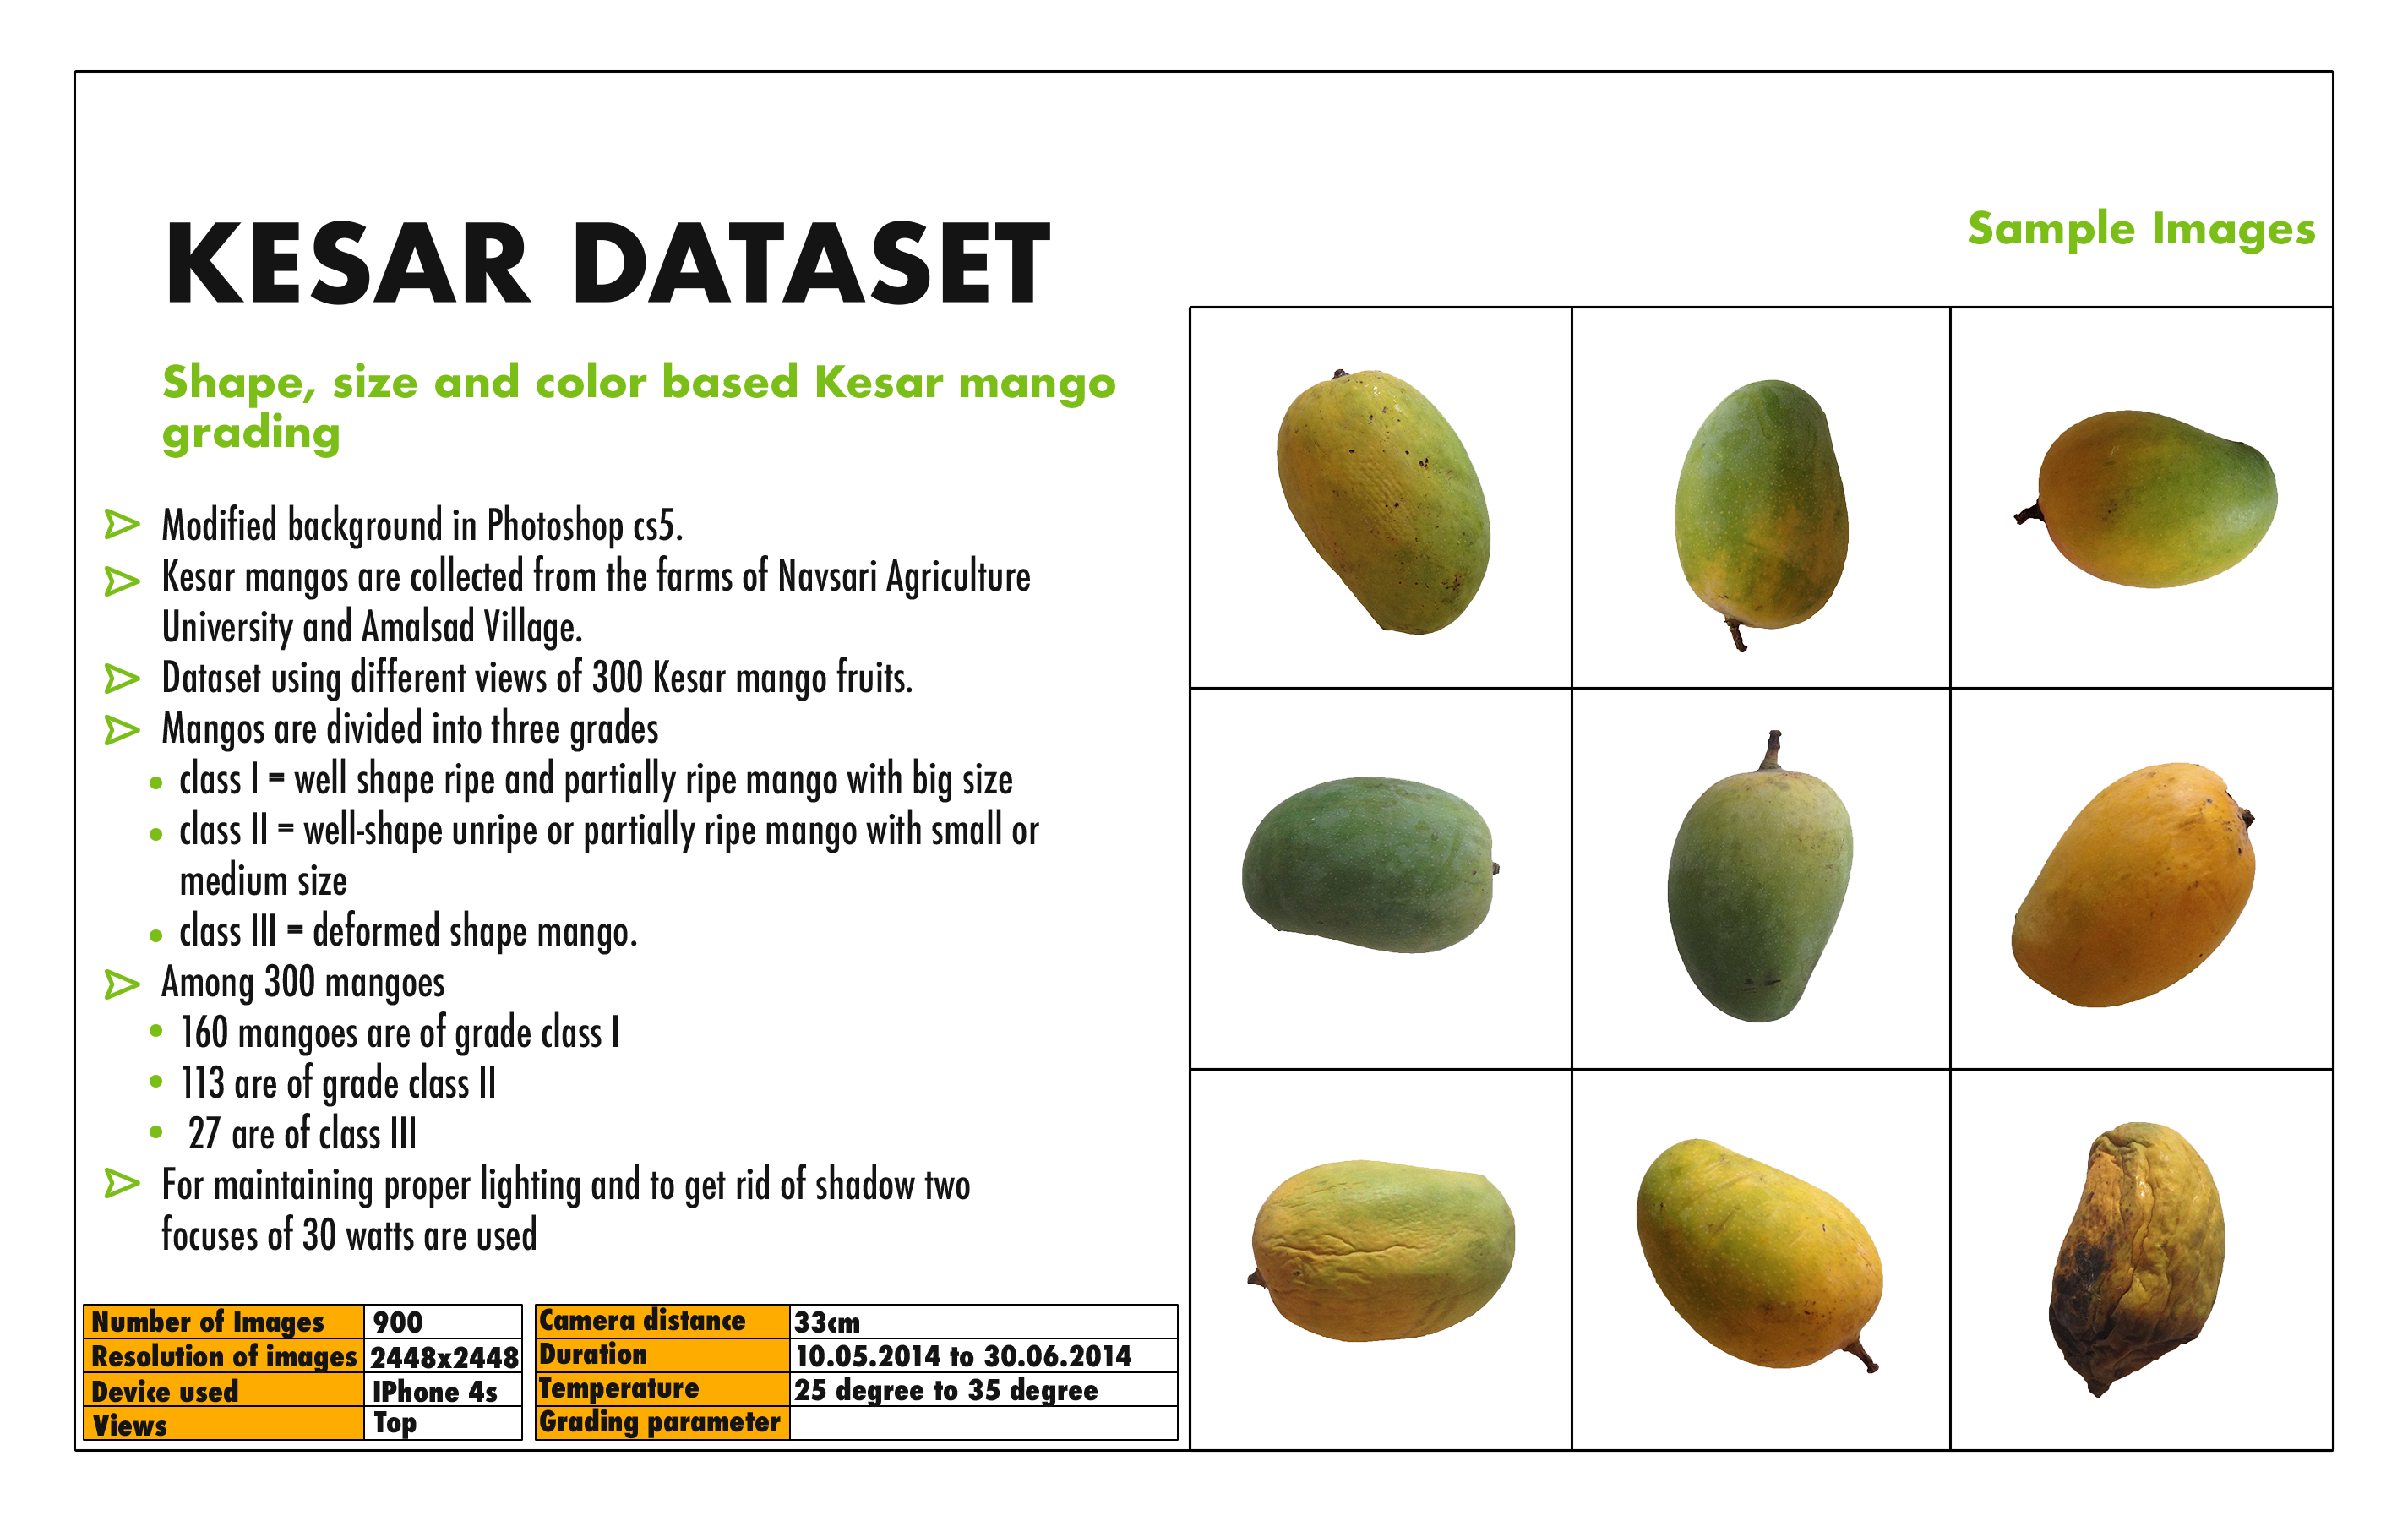 KESAR DATASET
Sample Images
Shape, size and color based Kesar mango
grading
Modified background in Photoshop cs5.
Kesar mangos are collected from the farms of Navsari Agriculture
University and Amalsad Village.
Dataset using different views of 300 Kesar mango fruits.
Mangos are divided into three grades
• class I = well shape ripe and partially ripe mango with big size
• class II = well-shape unripe or partially ripe mango with small or
medium size
• class III = deformed shape mango.
Among 300 mangoes
• 160 mangoes are of grade class I
• 113 are of grade class II
• 27 are of class III
For maintaining proper lighting and to get rid of shadow two
focuses of 30 watts are used
Number of Images 900
Resolution of images 2448x2448
Device used IPhone 4s
Views Top
Camera distance 33cm
Duration 10.05.2014 to 30.06.2014
Temperature 25 degree to 35 degree
Grading parameter